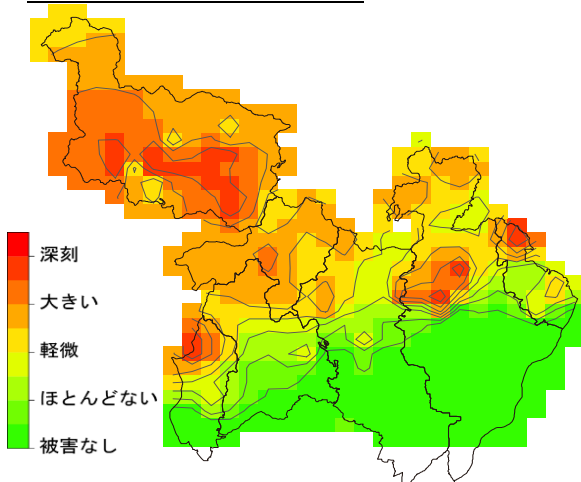 深刻
大きい
軽微
ほとんどない
被害なし